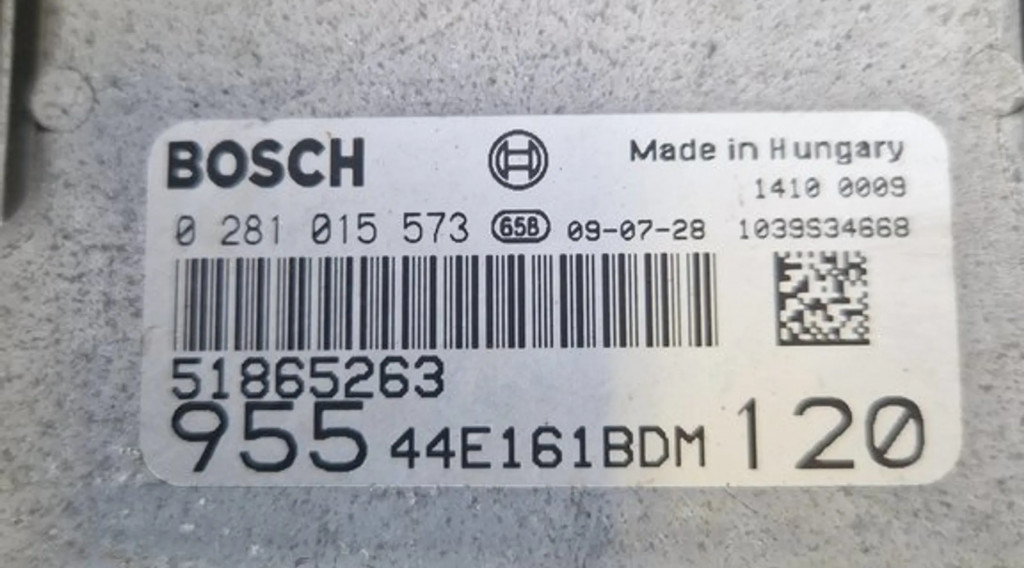 BOSCH Made in Hungary
1410 0009
0 281 015 573 65B 09-07-28 1039S34668
51865263
955 44E161BDM 120